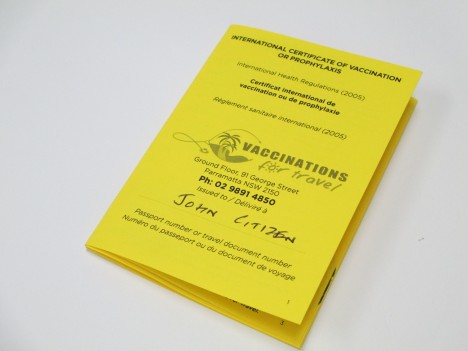 INTERNATIONAL CERTIFICATE OF VACCINATION
OR PROPHYLAXIS
International Health Regulations (2005)
Certificat international de
vaccination ou de prophylaxie
Règlement sanitaire international (2005)
VACCINATIONS
for travel
Ground Floor, 91 George Street
Parramatta NSW 2150
Ph: 02 9891 4850
Issued to / Délivré à
JOHN CITIZEN
Passport number or travel document number
Numéro du passeport ou du document de voyage
1